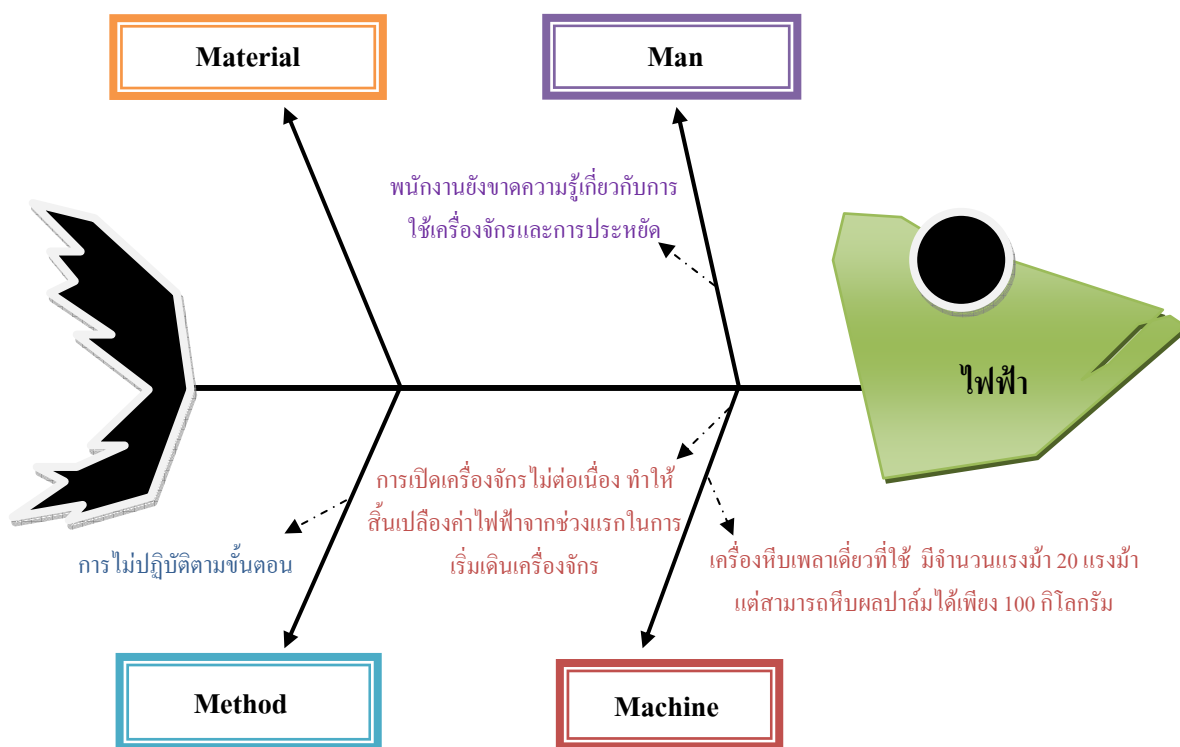 Material
Man
พนักงานยังขาดความรู้เกี่ยวกับการ
ใช้เครื่องจักรและการประหยัด
ไฟฟ้า
การเปิดเครื่องจักรไม่ต่อเนื่อง ทำให้
สิ้นเปลืองค่าไฟฟ้าจากช่วงแรกในการ
เริ่มเดินเครื่องจักร
การไม่ปฏิบัติตามขั้นตอน
เครื่องหีบเพลาเดี่ยวที่ใช้ มีจำนวนแรงม้า 20 แรงม้า
แต่สามารถหีบผลปาล์มได้เพียง 100 กิโลกรัม
Method
Machine